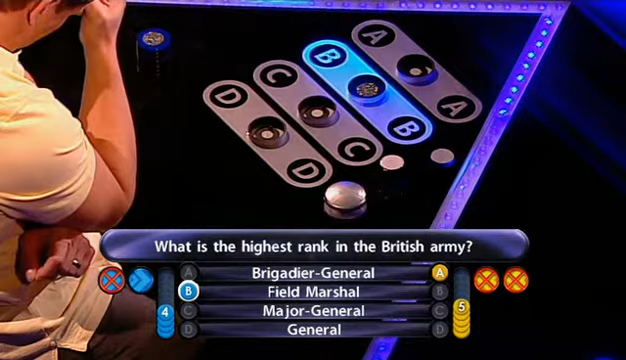 A
B
C
D
A
B
C
D
What is the highest rank in the British army?
A Brigadier-General A
B Field Marshal B
4 C Major-General C 5
D General D